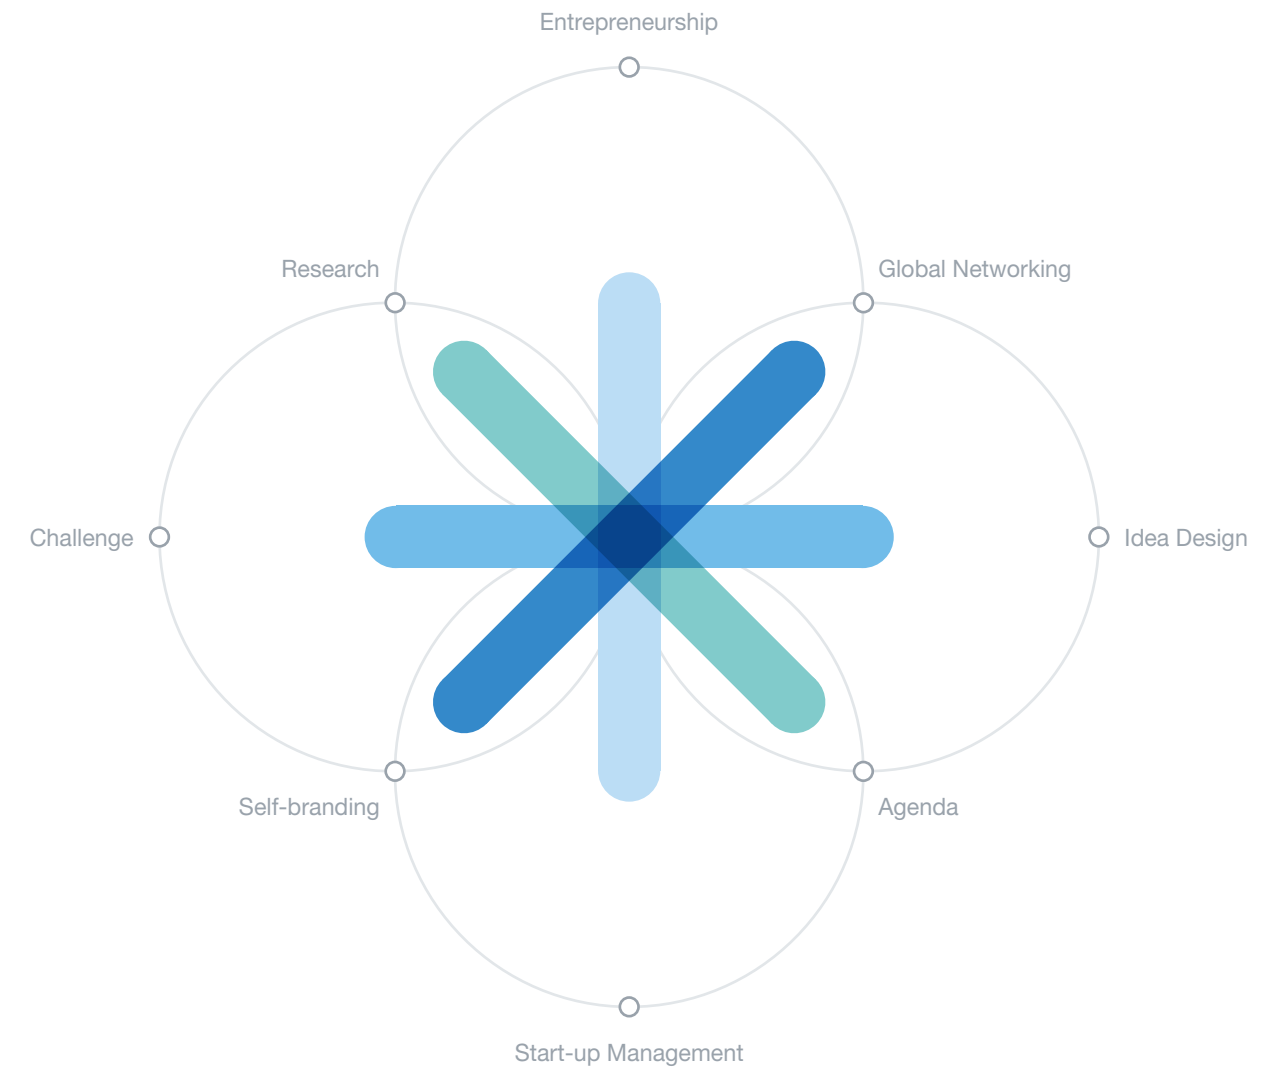 Entrepreneurship
Research
Global Networking
Challenge
Idea Design
Self-branding
Agenda
Start-up Management